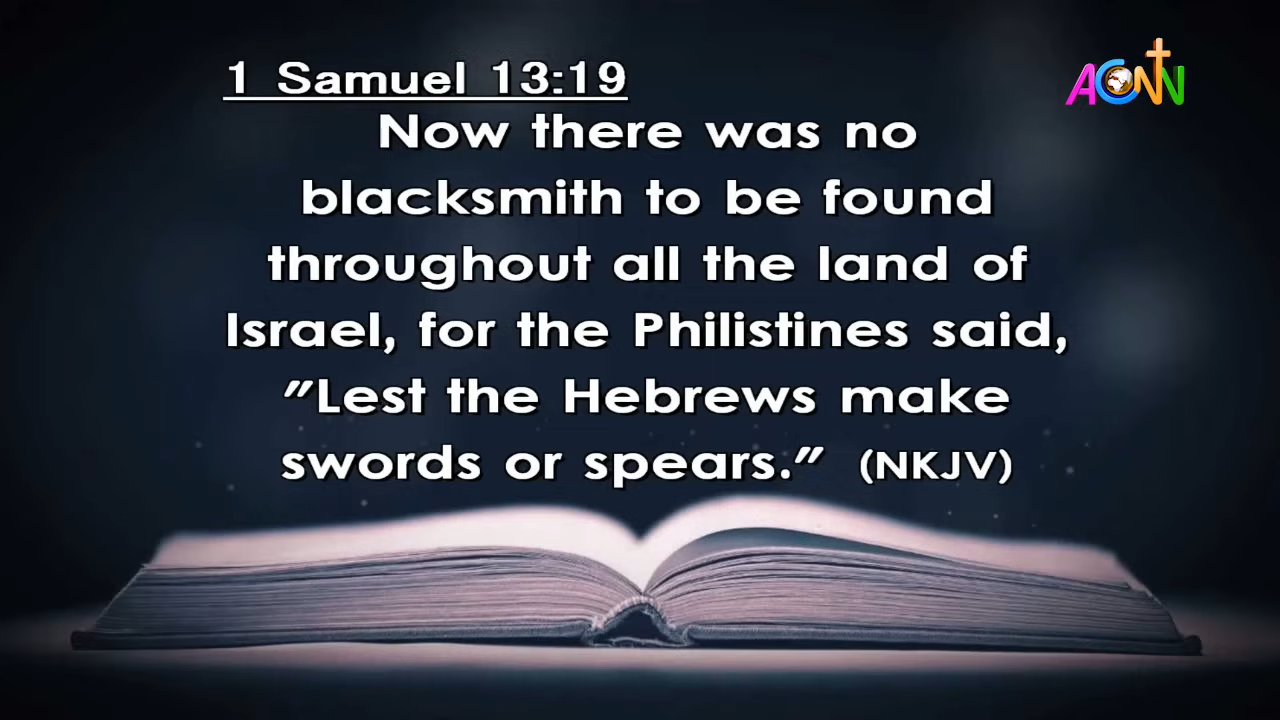 1 Samuel 13:19
ACNN
Now there was no
blacksmith to be found
throughout all the land of
Israel, for the Philistines said,
"Lest the Hebrews make
swords or spears." (NKJV)